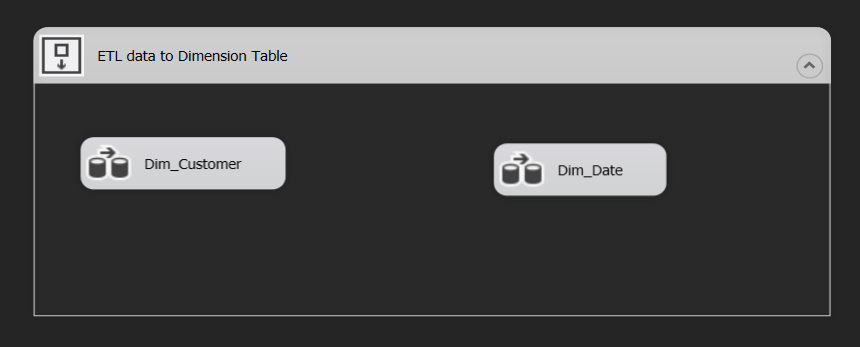 ETL data to Dimension Table
Dim_Customer
Dim_Date